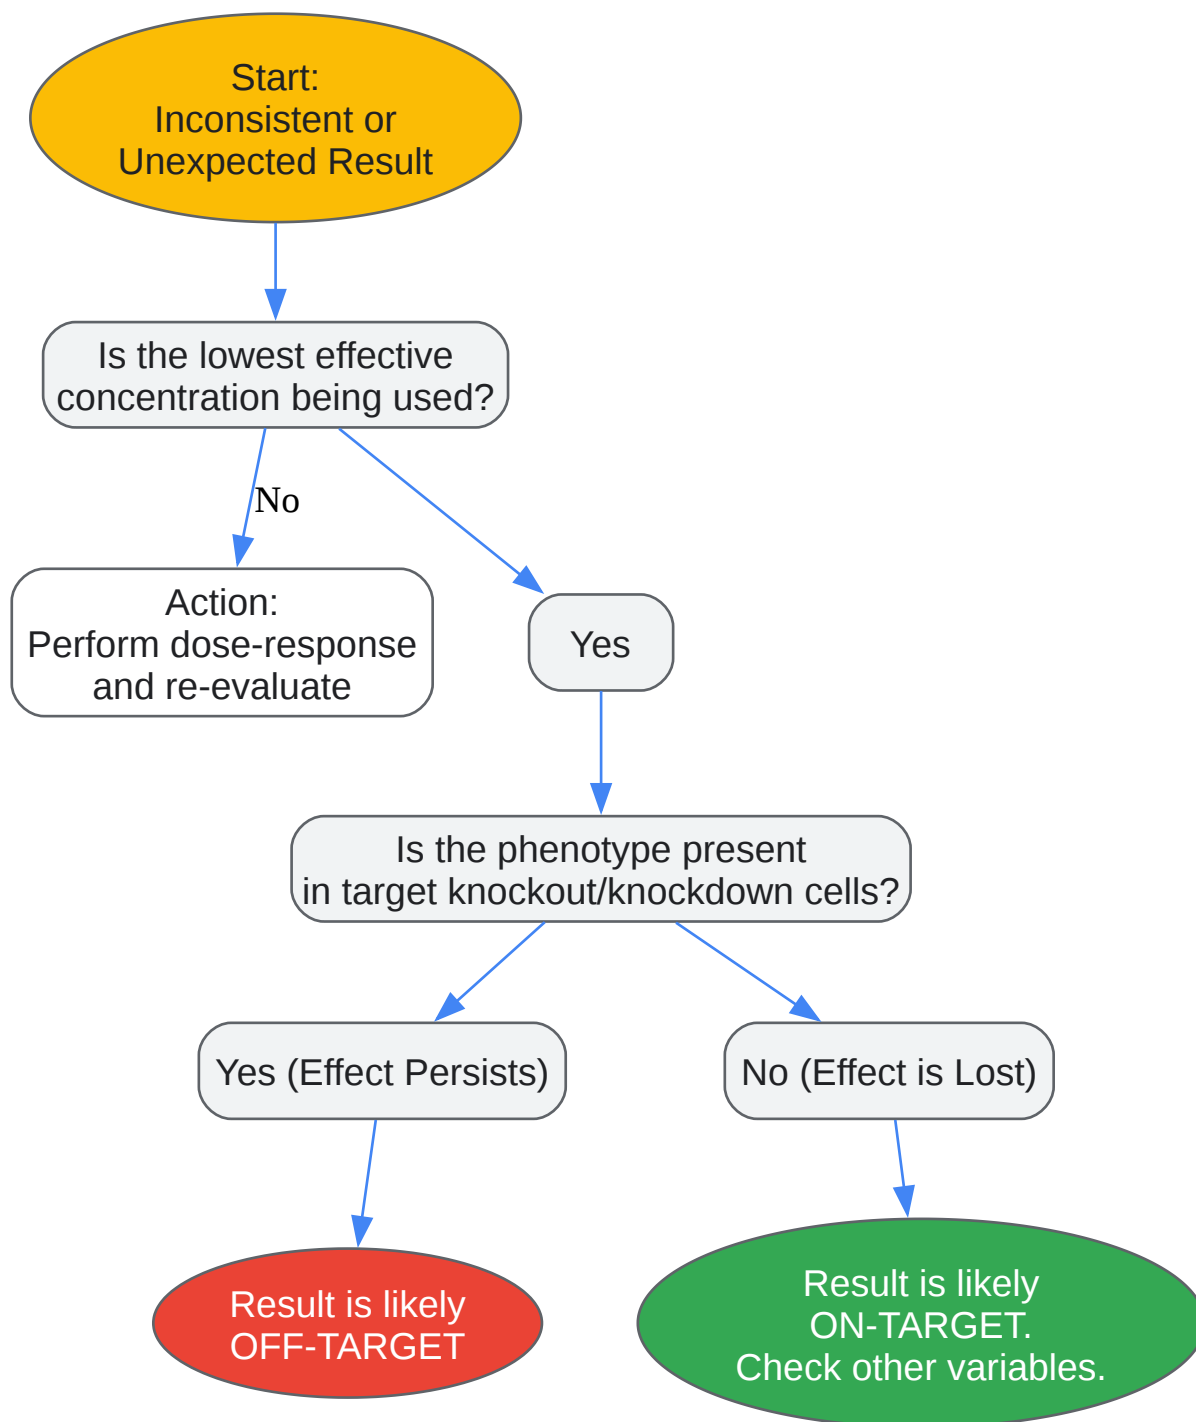 Start:
Inconsistent or
Unexpected Result
Is the lowest effective
concentration being used?
No
Action:
Perform dose-response
and re-evaluate
Yes
Is the phenotype present
in target knockout/knockdown cells?
Yes (Effect Persists)
No (Effect is Lost)
Result is likely
OFF-TARGET
Result is likely
ON-TARGET.
Check other variables.